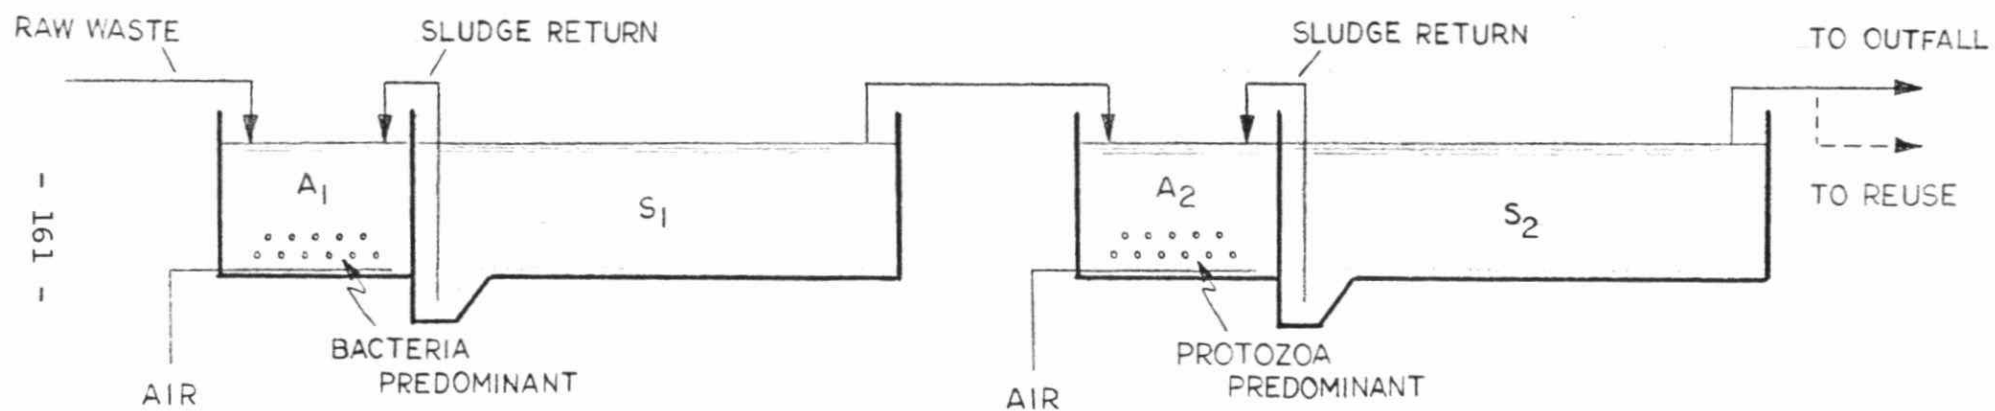 RAW WASTE
SLUDGE RETURN
SLUDGE RETURN
TO OUTFALL
A1
S1
A2
S2
TO REUSE
BACTERIA
PREDOMINANT
PROTOZOA
PREDOMINANT
AIR
AIR
- 161 -